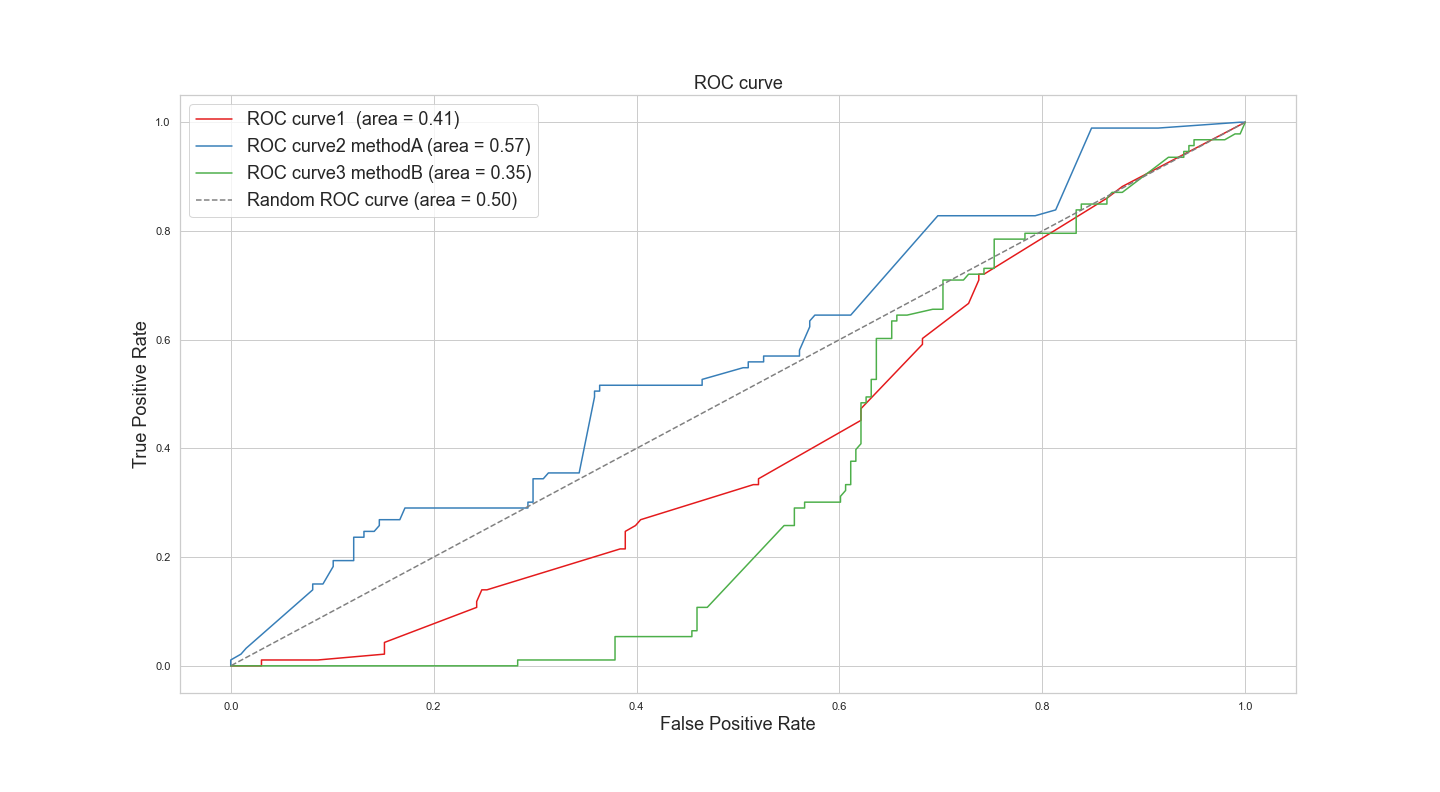 ROC curve
ROC curve1  (area = 0.41)
ROC curve2 methodA (area = 0.57)
ROC curve3 methodB (area = 0.35)
Random ROC curve (area = 0.50)
True Positive Rate
1.0
0.8
0.6
0.4
0.2
0.0
0.0 0.2 0.4 0.6 0.8 1.0
False Positive Rate